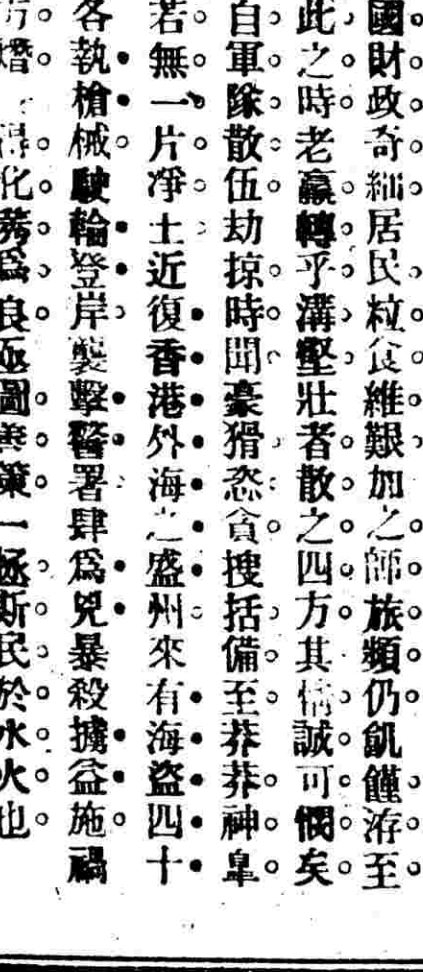 國財政奇絀居民粒食維艱加之師旅頻仍飢饉洊至
此之時老羸轉乎溝壑壯者散之四方其情誠可憫矣
自軍隊散伍劫掠時聞豪猾恣貪搜括備至莽莽神皐
若無一片淨土近復香港外海之盛州來有海盜四十
各執槍械駛輪登岸襲擊警署肆爲兇暴殺擄益施禍
得化莠爲良亟圖善策一拯斯民於水火也